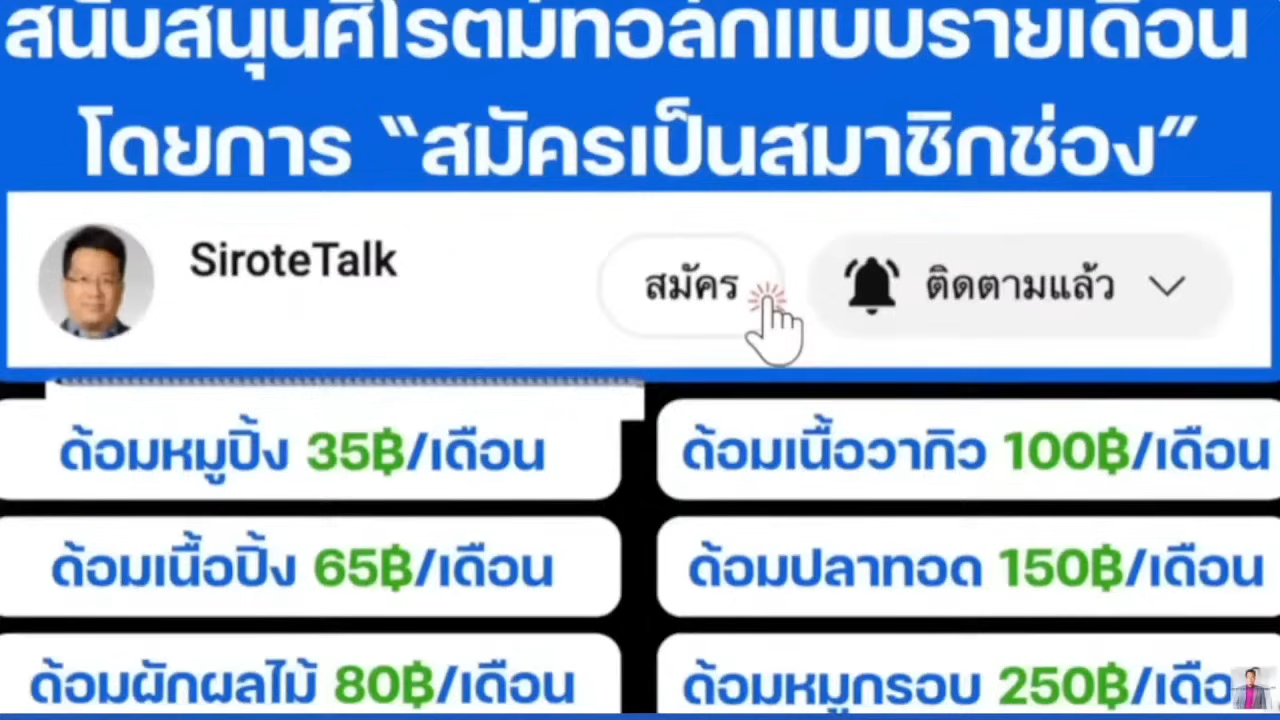 สนับสนุนศิโรตม์ทอล์กแบบรายเดือน
โดยการ “สมัครเป็นสมาชิกช่อง”
SiroteTalk
สมัคร
ติดตามแล้ว
ด้อมหมูปิ้ง 35฿/เดือน
ด้อมเนื้อวากิว 100฿/เดือน
ด้อมเนื้อปิ้ง 65฿/เดือน
ด้อมปลาทอด 150฿/เดือน
ด้อมผักผลไม้ 80฿/เดือน
ด้อมหมูกรอบ 250฿/เดือ